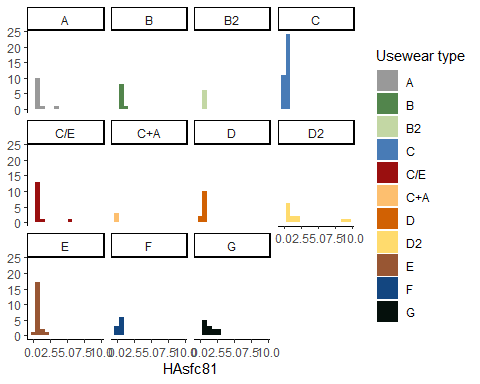 A B B2 C
25
20
15
10
5
0
C/E C+A D D2
25
20
15
10
5
0
0.02.55.07.510.0
E F G
25
20
15
10
5
0
0.02.55.07.510.0 0.02.55.07.510.0 0.02.55.07.510.0
HAsfc81
Usewear type
A
B
B2
C
C/E
C+A
D
D2
E
F
G